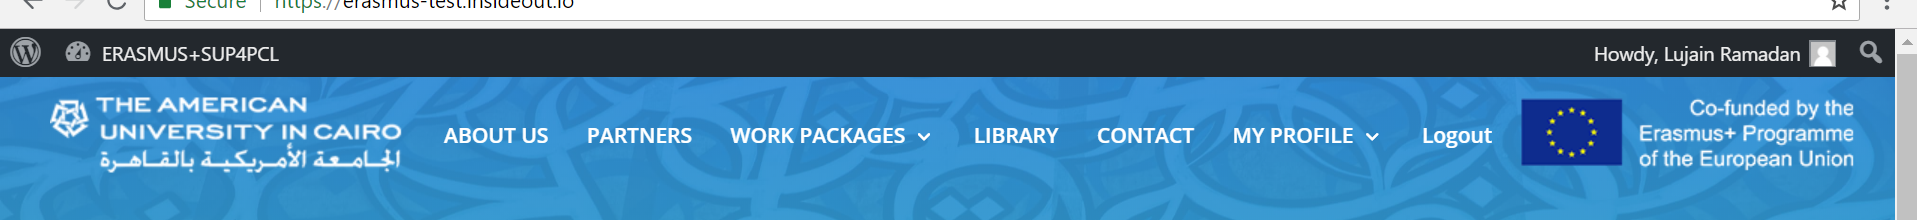 Secure
https://erasmus-test.insideout.io
ERASMUS+SUP4PCL
Howdy, Lujain Ramadan
THE AMERICAN
UNIVERSITY IN CAIRO
الجامعة الأمريكية بالقاهرة
ABOUT US
PARTNERS
WORK PACKAGES
LIBRARY
CONTACT
MY PROFILE
Logout
Co-funded by the
Erasmus+ Programme
of the European Union